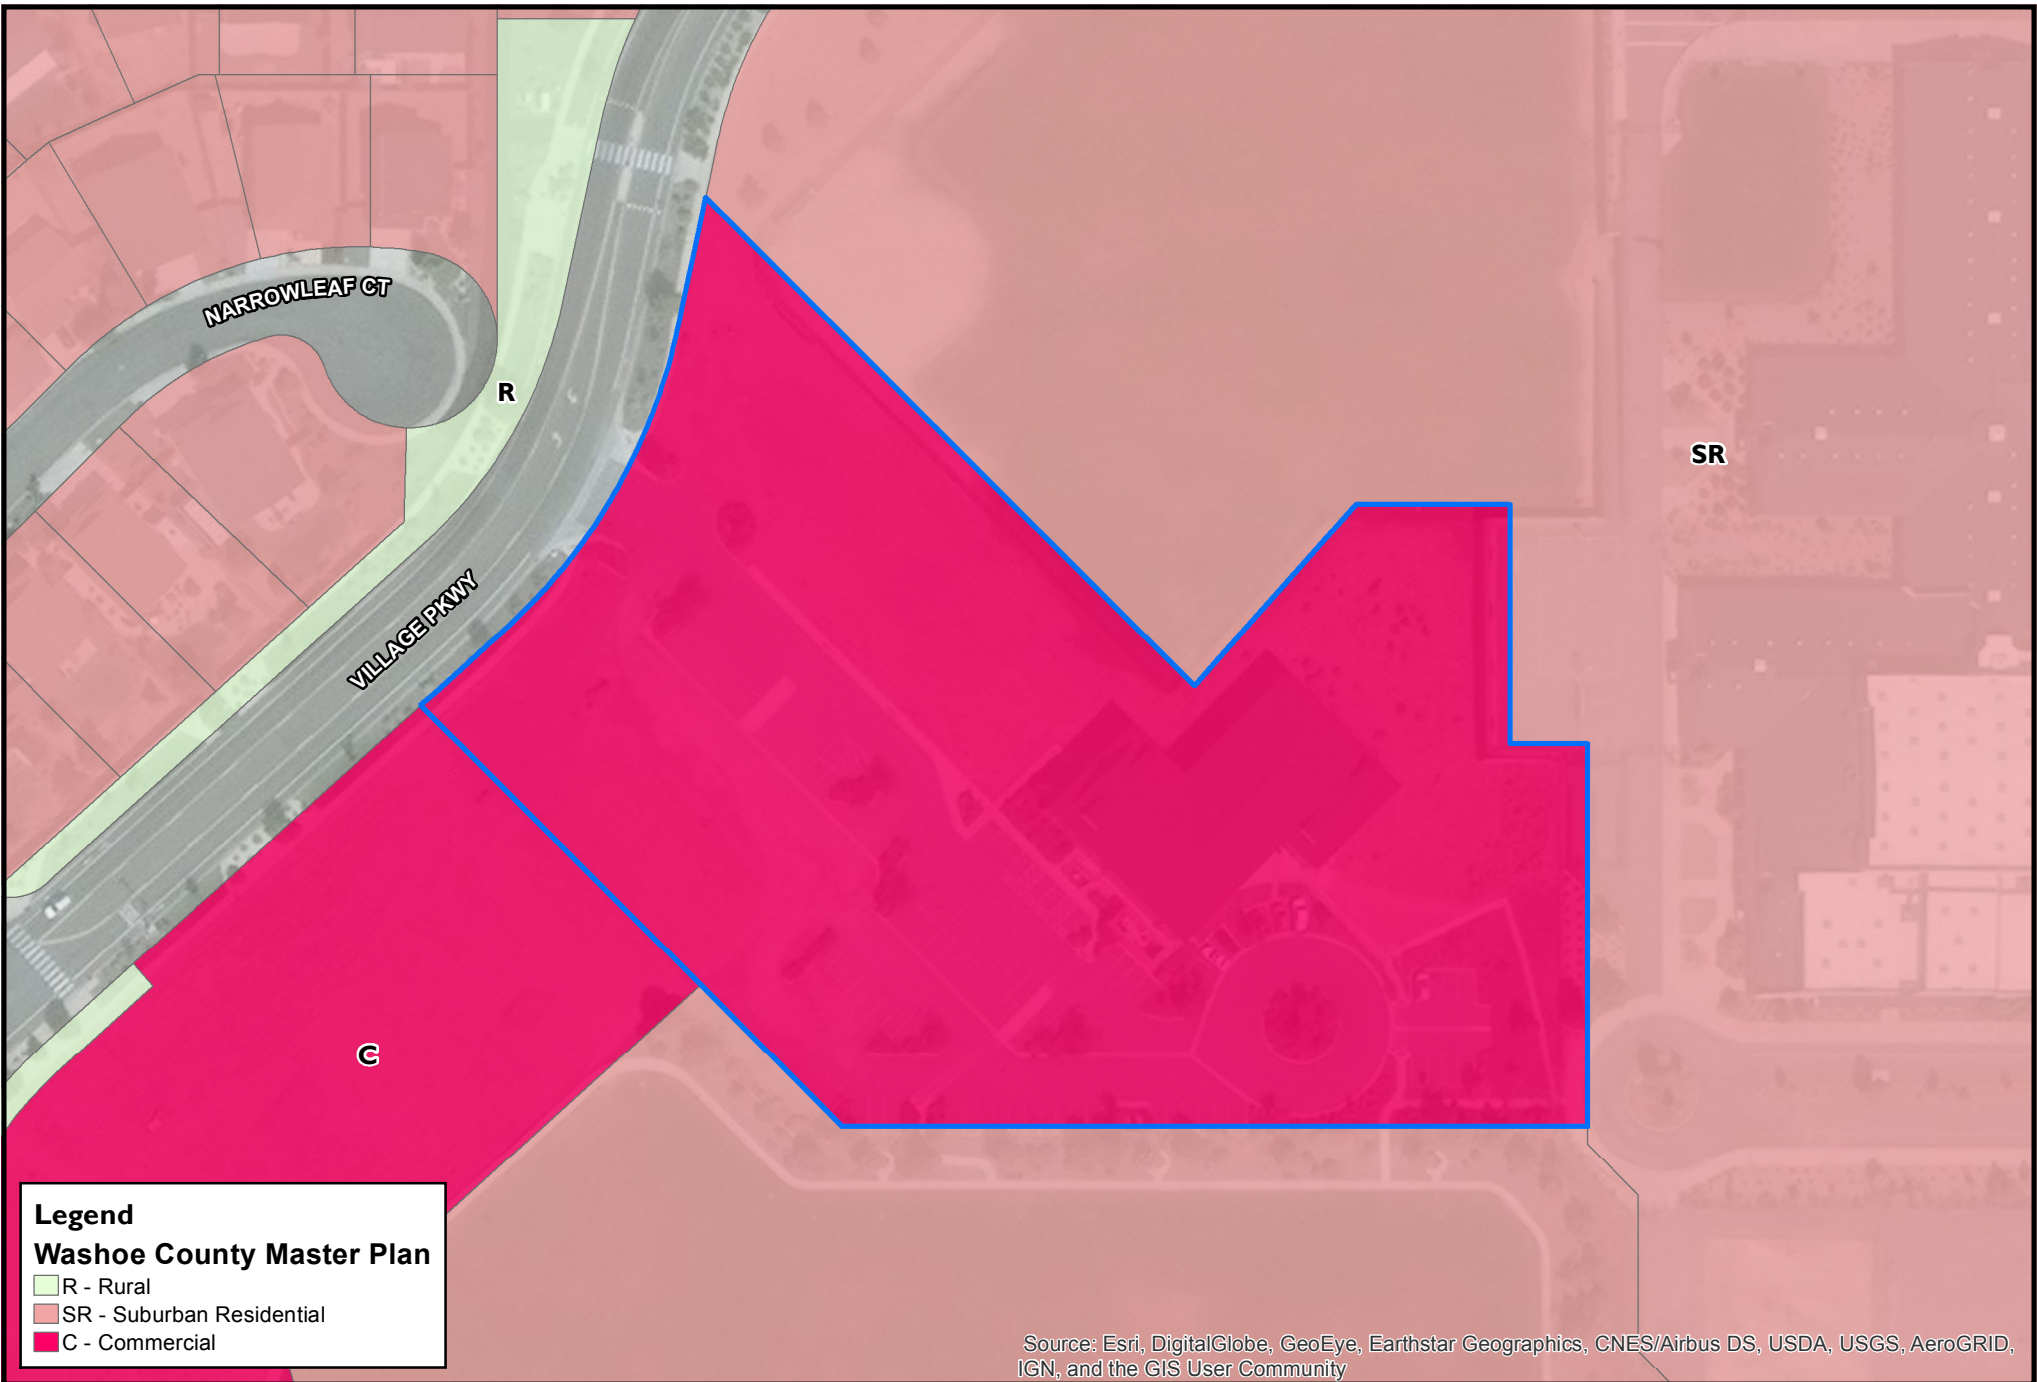 NARROWLEAF CT
R
SR
VILLAGE PKWY
C
Legend
Washoe County Master Plan
R - Rural
SR - Suburban Residential
C - Commercial
Source: Esri, DigitalGlobe, GeoEye, Earthstar Geographics, CNES/Airbus DS, USDA, USGS, AeroGRID,
IGN, and the GIS User Community